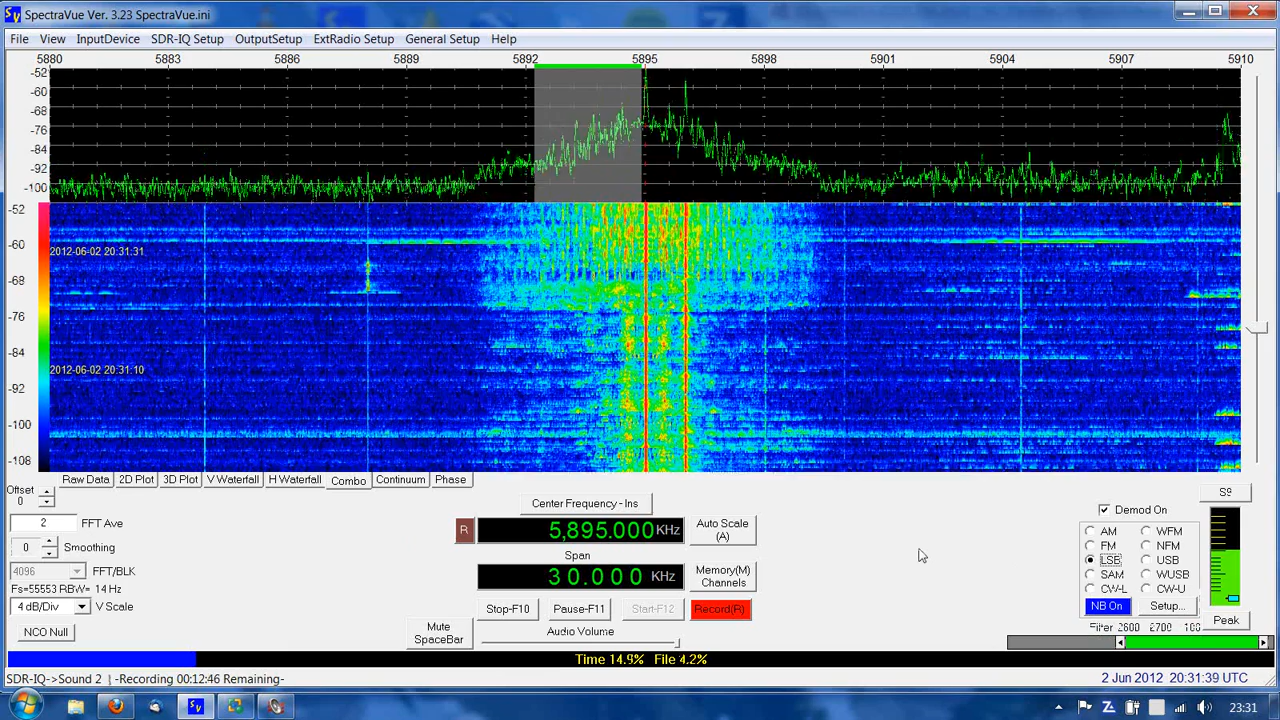 SpectraVue Ver. 3.23 SpectraVue.ini
File View InputDevice SDR-IQ Setup OutputSetup ExtRadio Setup General Setup Help
5880 5883 5886 5889 5892 5895 5898 5901 5904 5907 5910
-52
-60
-68
-76
-84
-92
-100
-52
2012-06-02 20:31:31
-60
-68
-76
-84
2012-06-02 20:31:10
-92
-100
-108
Raw Data 2D Plot 3D Plot V Waterfall H Waterfall Combo Continuum Phase
Offset
0
2 FFT Ave
0 Smoothing
4096 FFT/BLK
Fs=55553 RBW= 14 Hz
4 dB/Div V Scale
NCO Null
Center Frequency - Ins
R 5,895.000 KHz
Auto Scale
(A)
Span
30.000 KHz
Memory(M)
Channels
Stop-F10 Pause-F11 Start-F12 Record(R)
Mute
SpaceBar
Audio Volume
S9
Demod On
AM WFM
FM NFM
LSB USB
SAM WUSB
CW-L CW-U
NB On Setup...
Peak
Filter -2600 -2700
Time 14.9% File 4.2%
SDR-IQ->Sound 2 | -Recording 00:12:46 Remaining-
2 Jun 2012 20:31:39 UTC
23:31